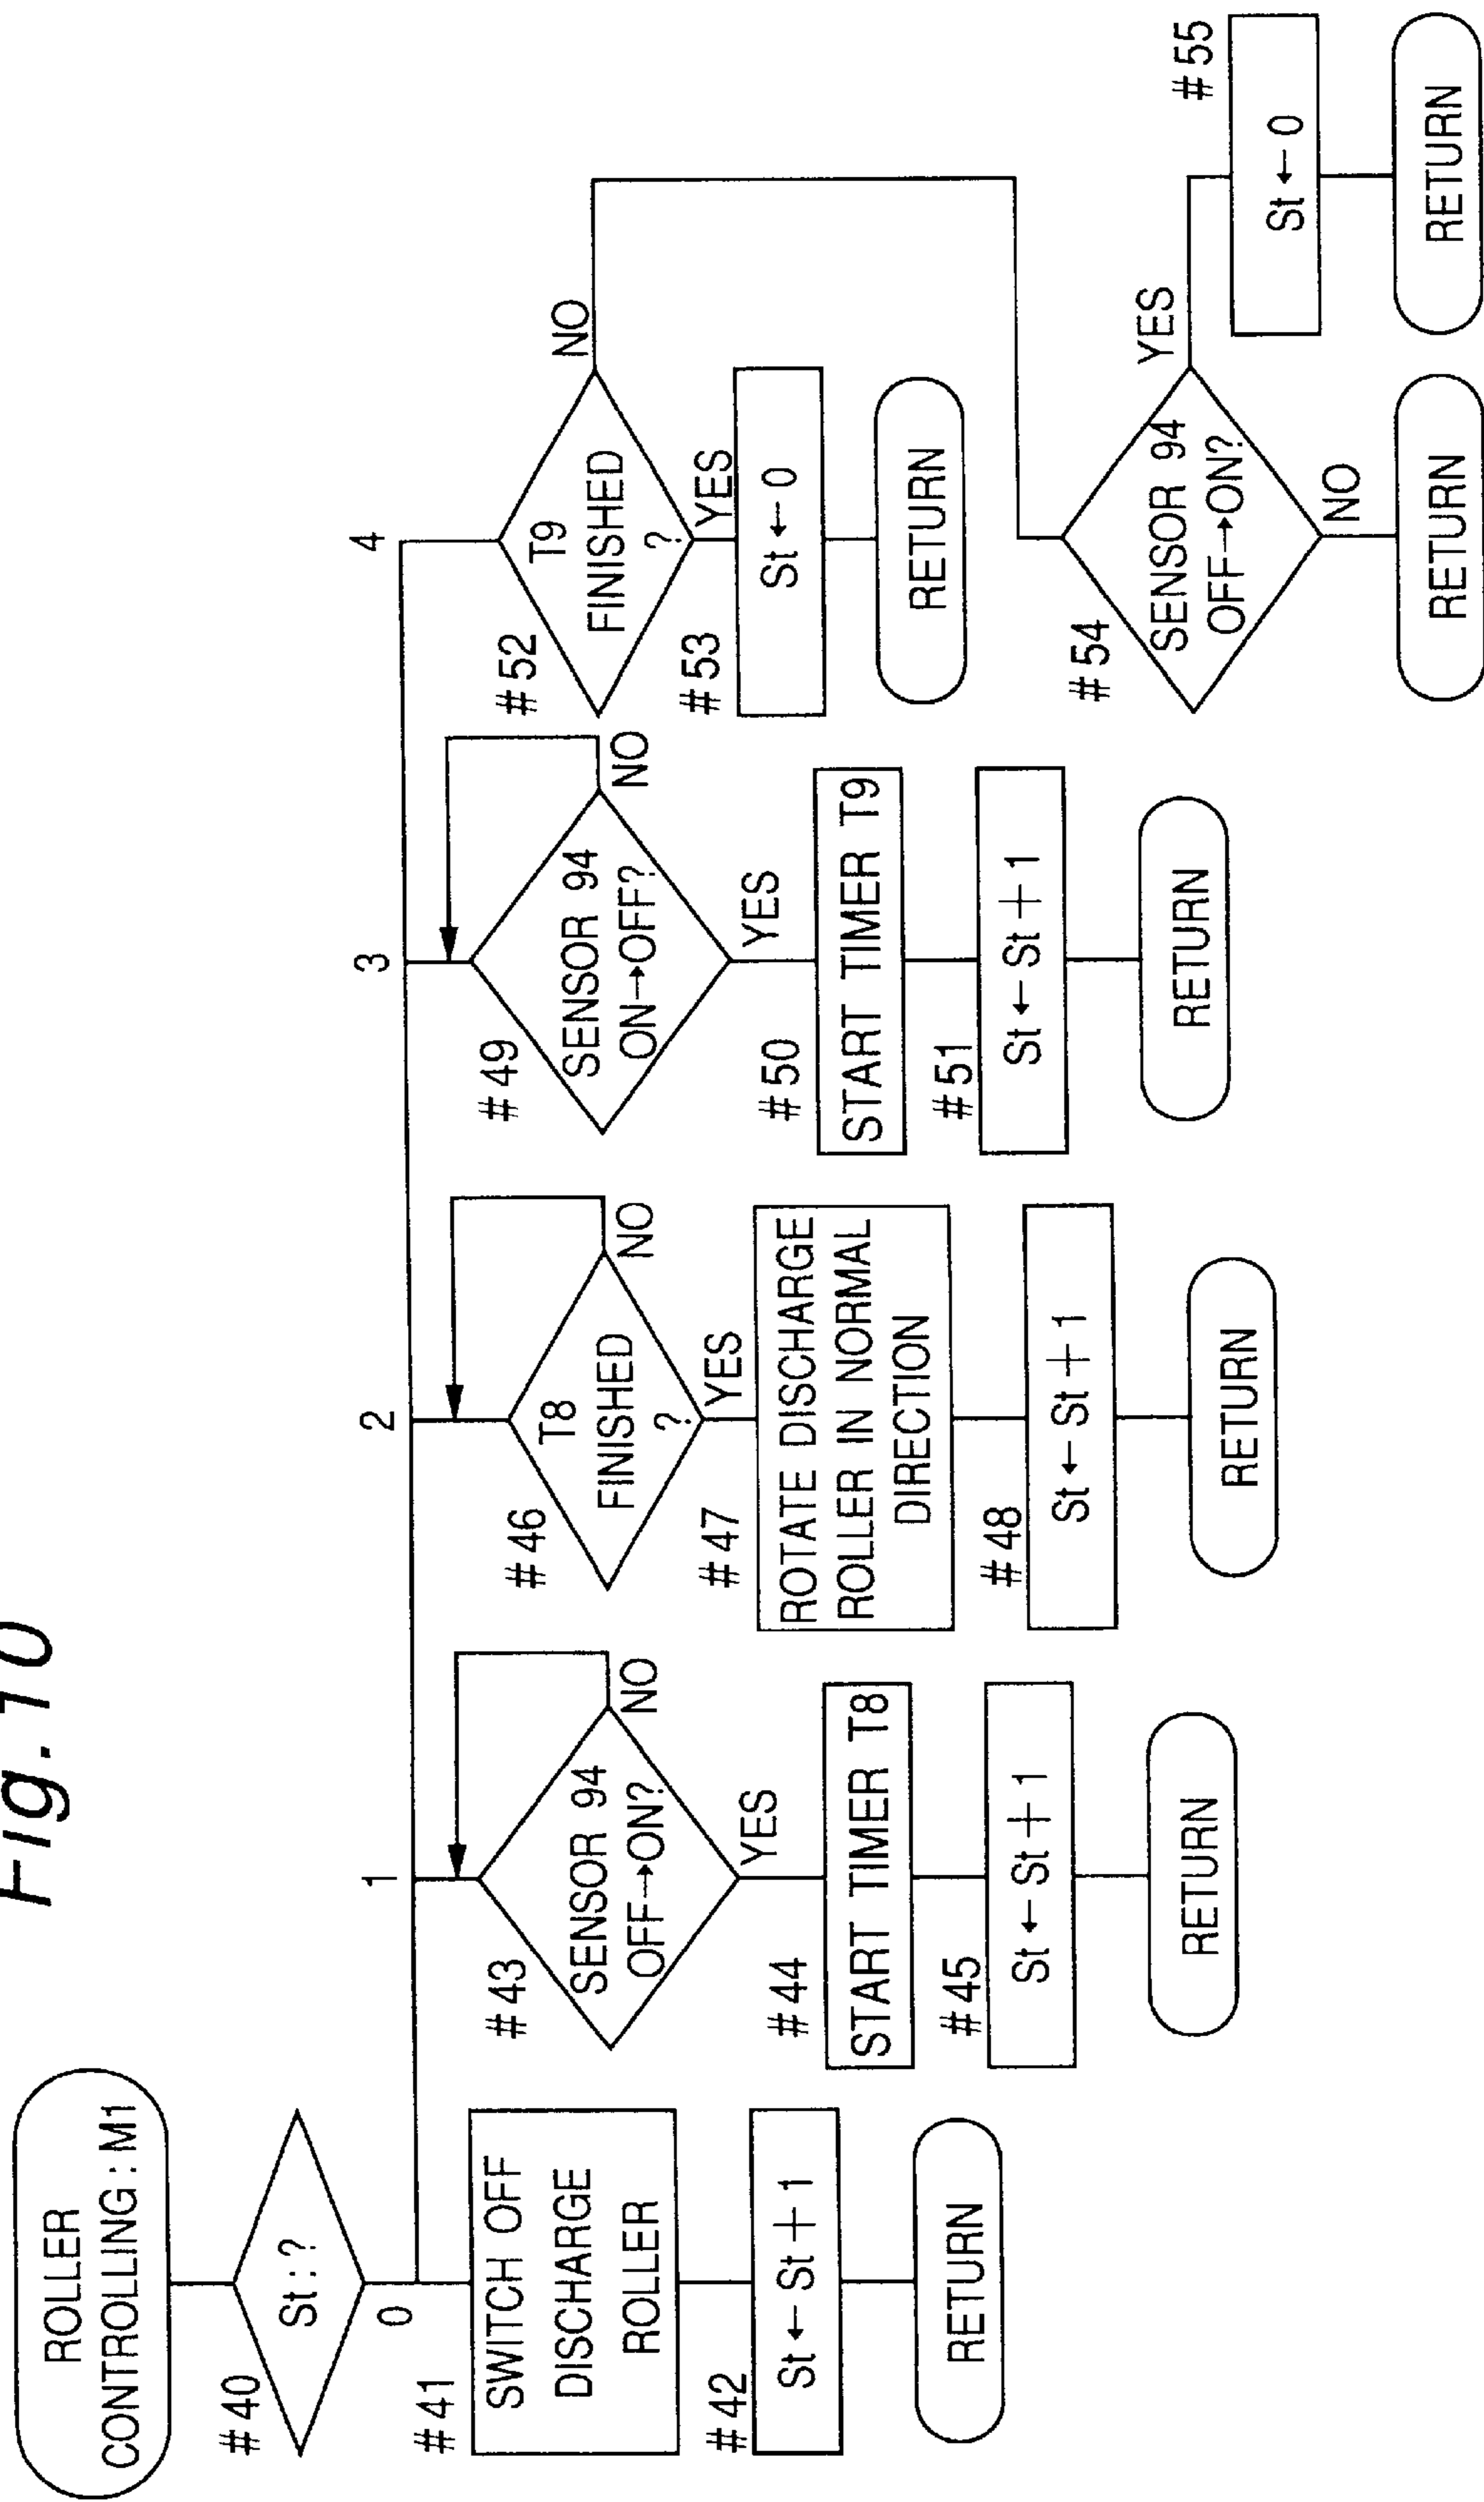 Fig.10
ROLLER
CONTROLLING : M1
#40
St : ?
0
1
2
3
4
#41
SWITCH OFF
DISCHARGE
ROLLER
#42
St ← St + 1
RETURN
#43
SENSOR 94
OFF→ON?
NO
YES
#44
START TIMER T8
#45
St ← St + 1
RETURN
#46
T8
FINISHED
?
NO
YES
#47
ROTATE DISCHARGE
ROLLER IN NORMAL
DIRECTION
#48
St ← St + 1
RETURN
#49
SENSOR 94
ON→OFF?
NO
YES
#50
START TIMER T9
#51
St ← St + 1
RETURN
#52
T9
FINISHED
?
NO
YES
#53
St ← 0
RETURN
#54
SENSOR 94
OFF→ON?
YES
NO
RETURN
#55
St ← 0
RETURN